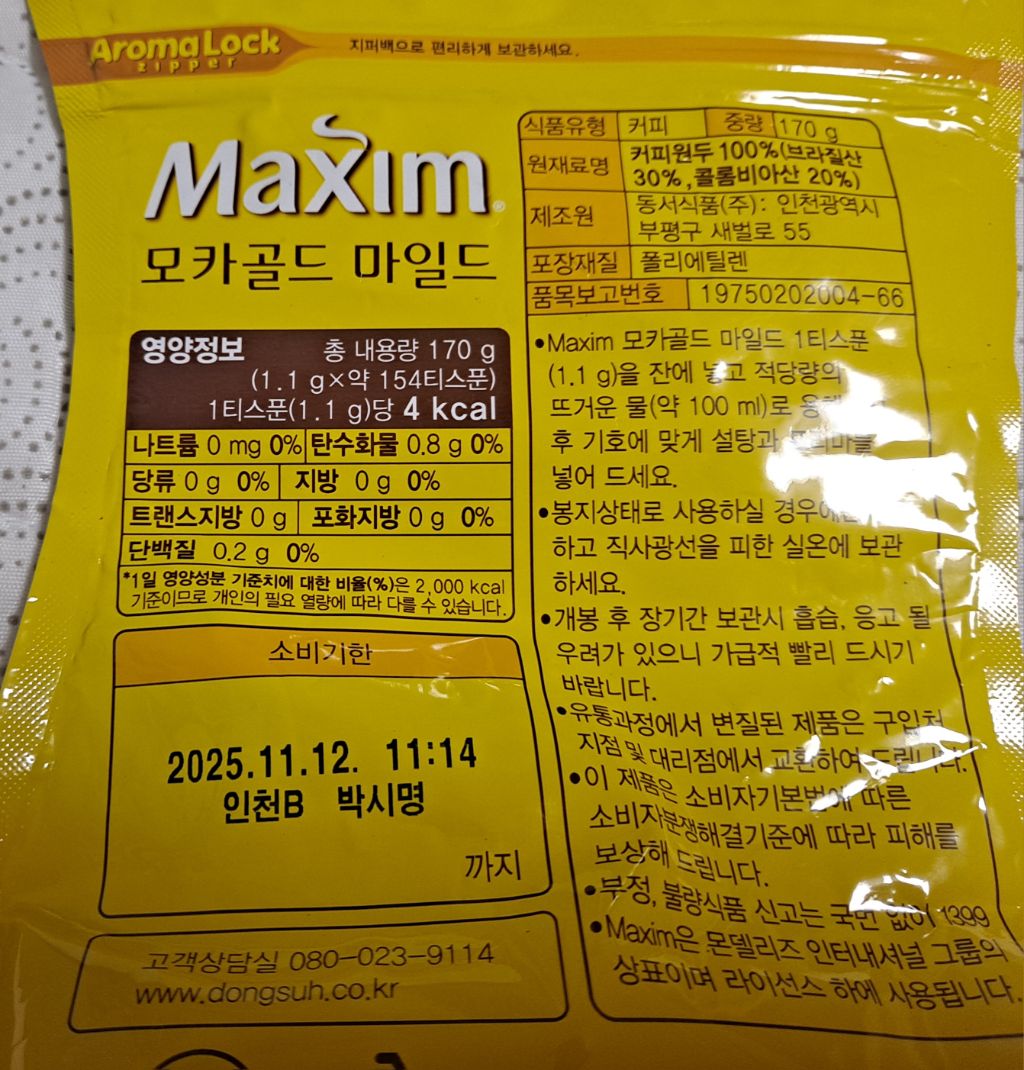 AromaLock
zipper
지퍼백으로 편리하게 보관하세요.
Maxim®
모카골드 마일드
영양정보 총 내용량 170 g
(1.1 g×약 154티스푼)
1티스푼(1.1 g)당 4 kcal
나트륨 0 mg 0% 탄수화물 0.8 g 0%
당류 0 g 0% 지방 0 g 0%
트랜스지방 0 g 포화지방 0 g 0%
단백질 0.2 g 0%
*1일 영양성분 기준치에 대한 비율(%)은 2,000 kcal
기준이므로 개인의 필요 열량에 따라 다를 수 있습니다.
소비기한
2025.11.12. 11:14
인천B 박시명
까지
고객상담실 080-023-9114
www.dongsuh.co.kr
식품유형 커피 중량 170 g
원재료명 커피원두 100%(브라질산
30%,콜롬비아산 20%)
제조원 동서식품(주): 인천광역시
부평구 새벌로 55
포장재질 폴리에틸렌
품목보고번호 19750202004-66
•Maxim 모카골드 마일드 1티스푼
(1.1 g)을 잔에 넣고 적당량의
뜨거운 물(약 100 ml)로
후 기호에 맞게 설탕과
넣어 드세요.
•봉지상태로 사용하실
하고 직사광선을 피한 실온에 보관
하세요.
•개봉 후 장기간 보관시 흡습, 응고 될
우려가 있으니 가급적 빨리 드시기
바랍니다.
•유통과정에서 변질된 제품은 구입처
지점 및 대리점에서 교환하여 드립니다.
•이 제품은 소비자기본법에 따른
소비자분쟁해결기준에 따라 피해를
보상해 드립니다.
•부정, 불량식품 신고는 국번 없이 1399
•Maxim은 몬델리즈 인터내셔널 그룹의
상표이며 라이선스 하에 사용됩니다.